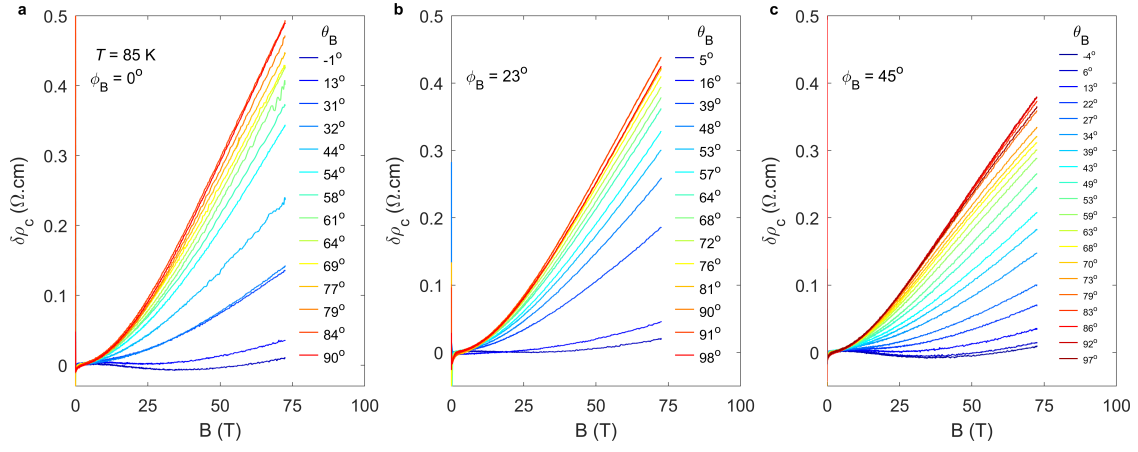 a
0.5
0.4
0.3
0.2
0.1
0
δρc (Ω.cm)
0
25
50
75
100
B (T)
T = 85 K
ϕB = 0o
θB
-1o
13o
31o
32o
44o
54o
58o
61o
64o
69o
77o
79o
84o
90o
b
0.5
0.4
0.3
0.2
0.1
0
δρc (Ω.cm)
0
25
50
75
100
B (T)
ϕB = 23o
θB
5o
16o
39o
48o
53o
57o
64o
68o
72o
76o
81o
90o
91o
98o
c
0.5
0.4
0.3
0.2
0.1
0
δρc (Ω.cm)
0
25
50
75
100
B (T)
ϕB = 45o
θB
-4o
6o
13o
22o
27o
34o
39o
43o
49o
53o
59o
63o
68o
70o
73o
79o
83o
86o
92o
97o